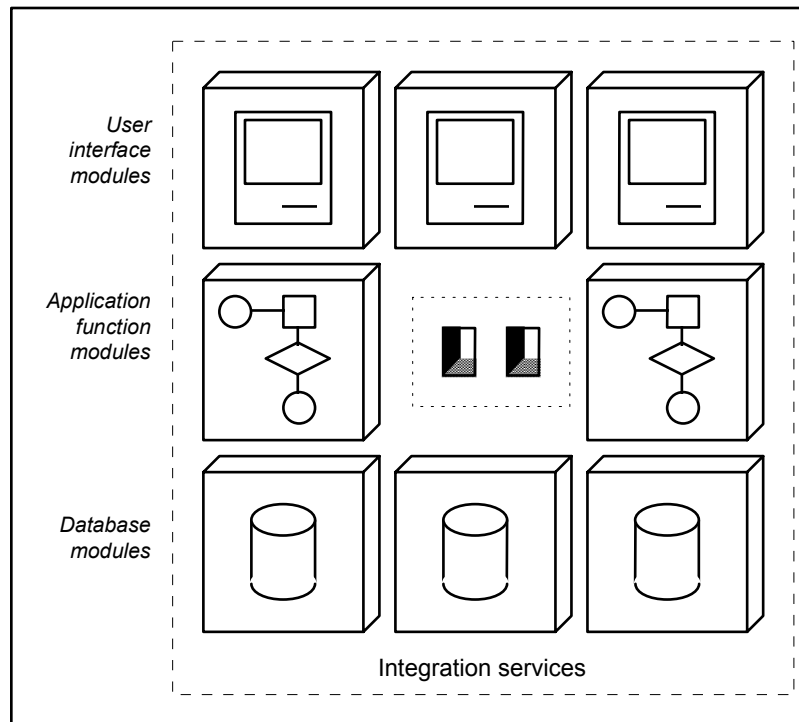 User
interface
modules
Application
function
modules
Database
modules
Integration services